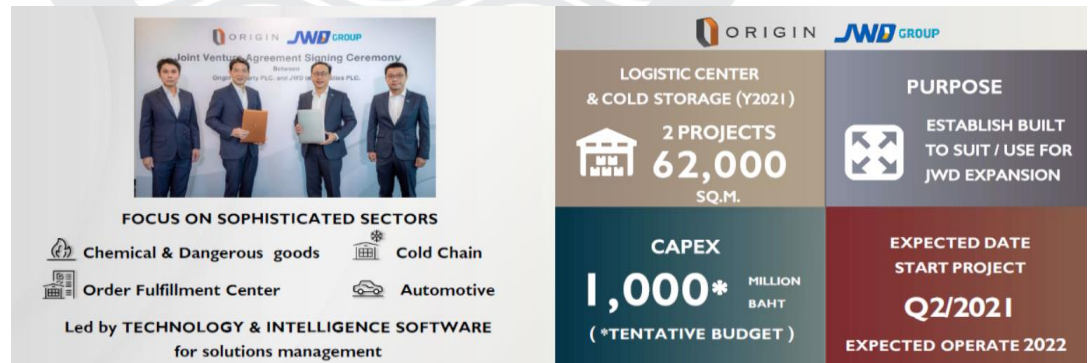 ORIGIN JWD GROUP
Joint Venture Agreement Signing Ceremony
Between
FOCUS ON SOPHISTICATED SECTORS
Chemical & Dangerous goods
Cold Chain
Order Fulfillment Center
Automotive
Led by TECHNOLOGY & INTELLIGENCE SOFTWARE
for solutions management
ORIGIN JWD GROUP
LOGISTIC CENTER
& COLD STORAGE (Y2021)
2 PROJECTS
62,000
SQ.M.
PURPOSE
ESTABLISH BUILT
TO SUIT / USE FOR
JWD EXPANSION
CAPEX
1,000* MILLION
BAHT
( *TENTATIVE BUDGET )
EXPECTED DATE
START PROJECT
Q2/2021
EXPECTED OPERATE 2022